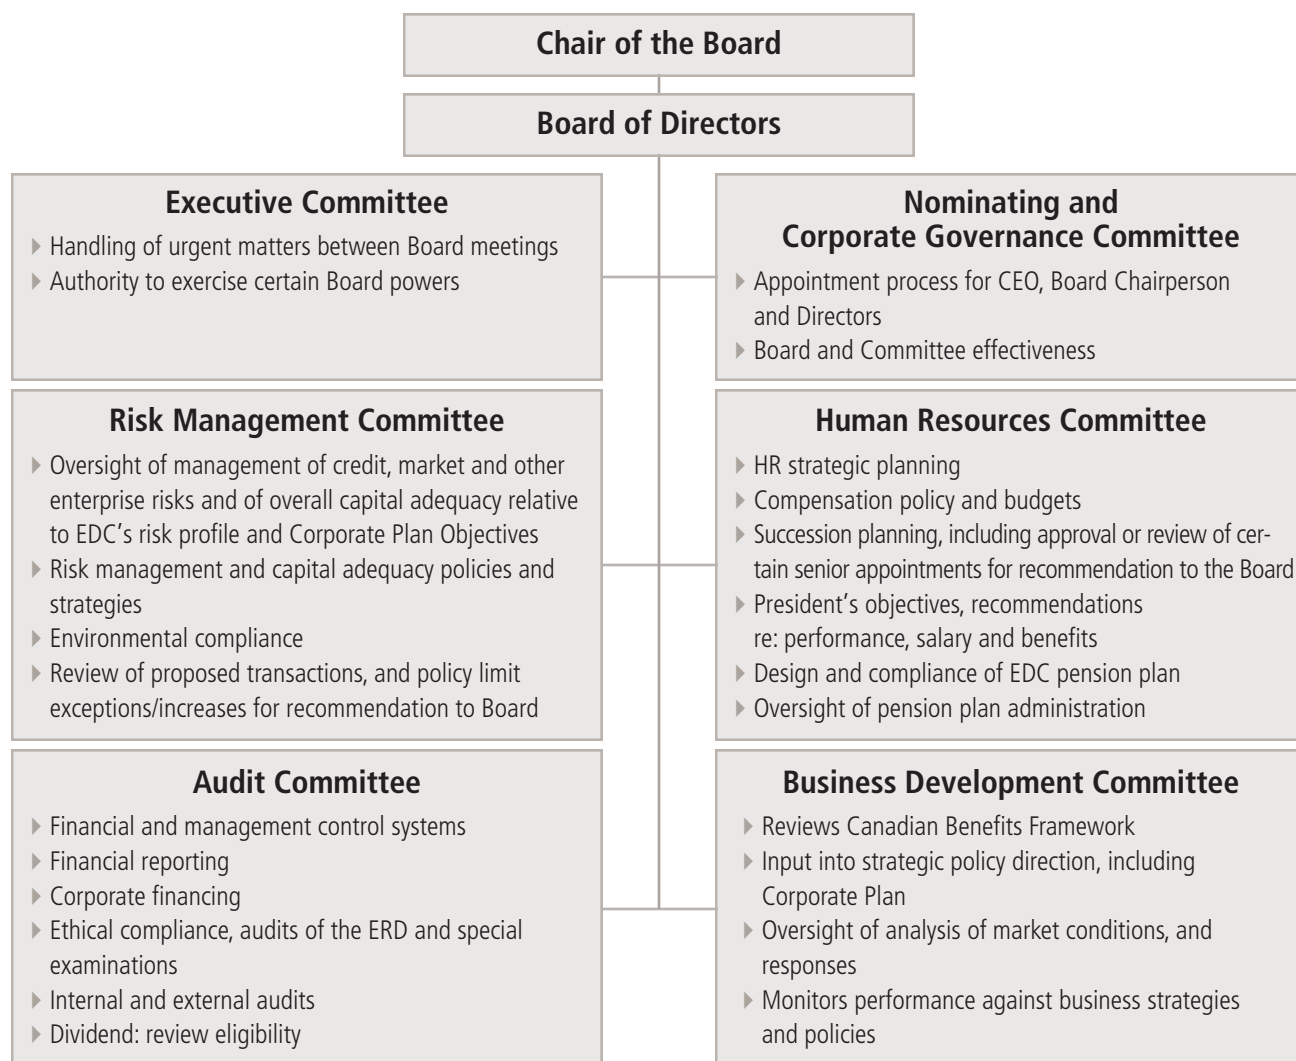 Chair of the Board
Board of Directors
Executive Committee
Handling of urgent matters between Board meetings
Authority to exercise certain Board powers
Nominating and
Corporate Governance Committee
Appointment process for CEO, Board Chairperson
and Directors
Board and Committee effectiveness
Risk Management Committee
Oversight of management of credit, market and other
enterprise risks and of overall capital adequacy relative
to EDC’s risk profile and Corporate Plan Objectives
Risk management and capital adequacy policies and
strategies
Environmental compliance
Review of proposed transactions, and policy limit
exceptions/increases for recommendation to Board
Human Resources Committee
HR strategic planning
Compensation policy and budgets
Succession planning, including approval or review of cer-
tain senior appointments for recommendation to the Board
President’s objectives, recommendations
re: performance, salary and benefits
Design and compliance of EDC pension plan
Oversight of pension plan administration
Audit Committee
Financial and management control systems
Financial reporting
Corporate financing
Ethical compliance, audits of the ERD and special
examinations
Internal and external audits
Dividend: review eligibility
Business Development Committee
Reviews Canadian Benefits Framework
Input into strategic policy direction, including
Corporate Plan
Oversight of analysis of market conditions, and
responses
Monitors performance against business strategies
and policies